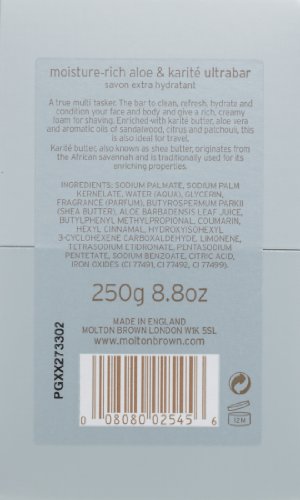 moisture-rich aloe & karité ultrabar
savon extra hydratant
A true multi tasker. The bar to clean, refresh, hydrate and
condition your face and body and give a rich, creamy
foam for shaving. Enriched with karité butter, aloe vera
and aromatic oils of sandalwood, citrus and patchouli, this
is also ideal for travel.
Karité butter, also known as shea butter, originates from
the African savannah and is traditionally used for its
enriching properties.
INGREDIENTS: SODIUM PALMATE, SODIUM PALM
KERNELATE, WATER (AQUA), GLYCERIN,
FRAGRANCE (PARFUM), BUTYROSPERMUM PARKII
(SHEA BUTTER), ALOE BARBADENSIS LEAF JUICE,
BUTYLPHENYL METHYLPROPIONAL, COUMARIN,
HEXYL CINNAMAL, HYDROXYISOHEXYL
3-CYCLOHEXENE CARBOXALDEHYDE, LIMONENE,
TETRASODIUM ETIDRONATE, PENTASODIUM
PENTETATE, SODIUM BENZOATE, CITRIC ACID,
IRON OXIDES (CI 77491, CI 77492, CI 77499).
250g 8.8oz
MADE IN ENGLAND
MOLTON BROWN LONDON W1K 5SL
www.moltonbrown.com
PGXX273302
0 08080 02545 6
12M